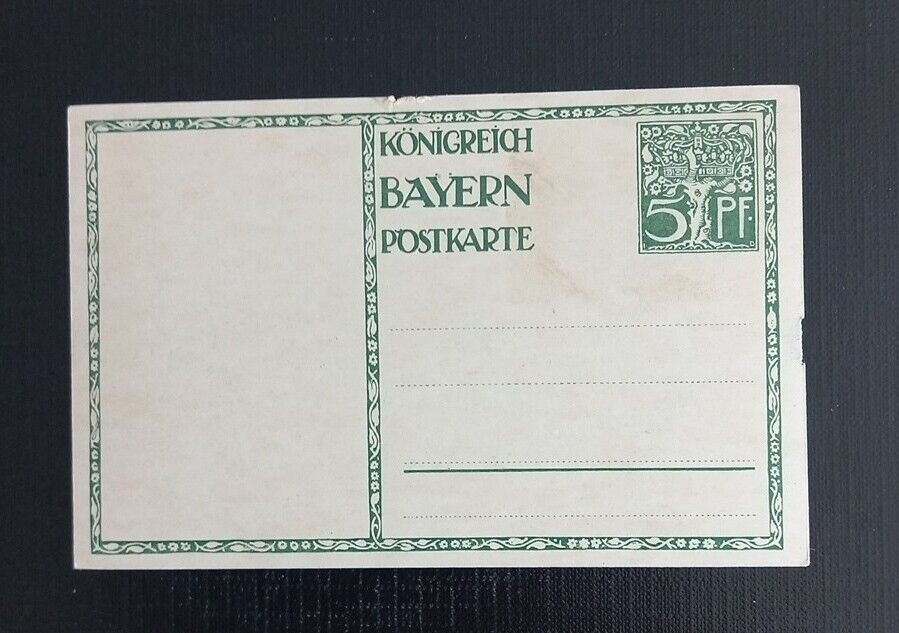 KÖNIGREICH
BAYERN
POSTKARTE
5 PF.